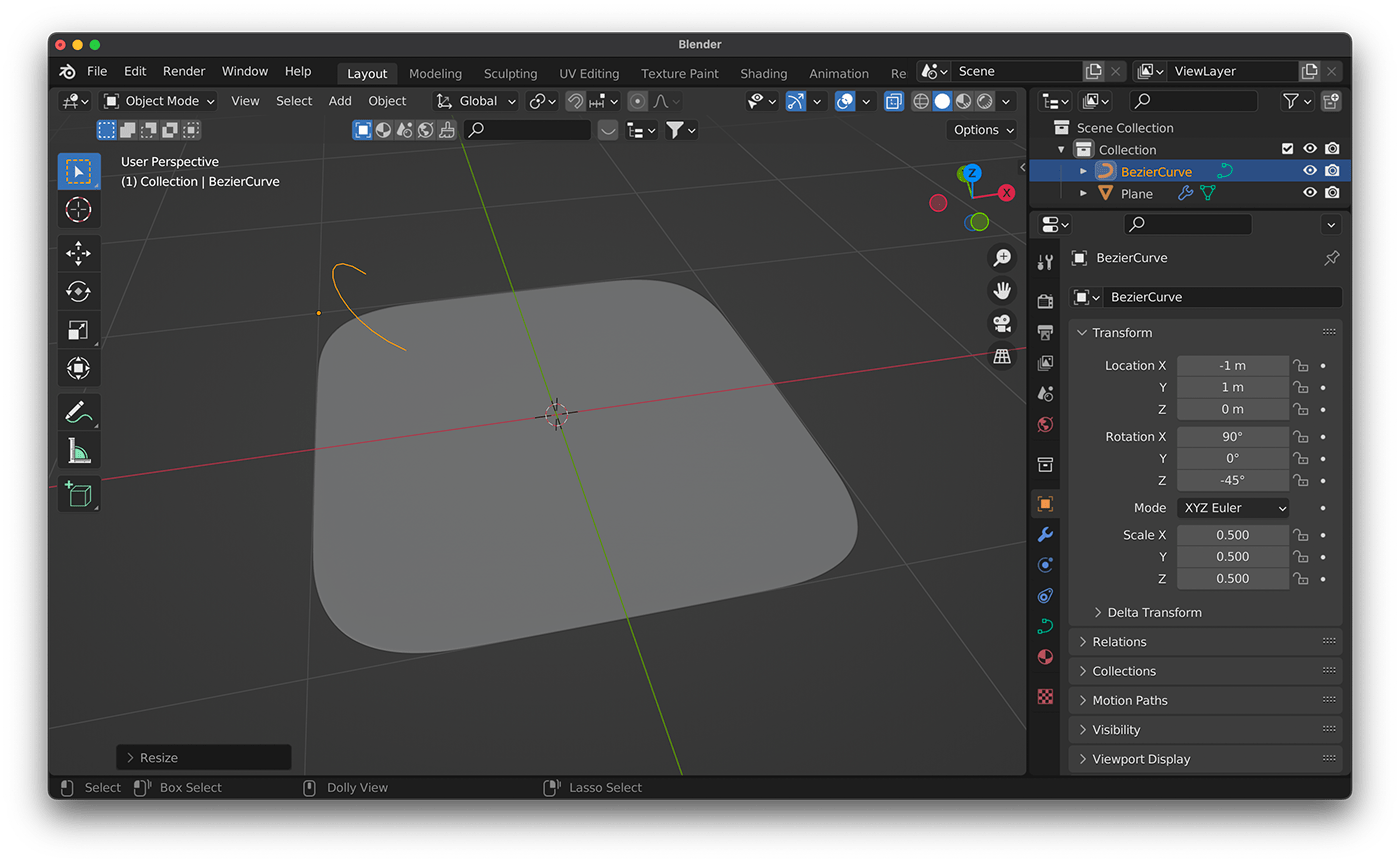 Blender
File Edit Render Window Help Layout Modeling Sculpting UV Editing Texture Paint Shading Animation Re Scene ViewLayer
Object Mode View Select Add Object Global
Options
User Perspective
(1) Collection | BezierCurve
Z
X
Resize
Select Box Select Dolly View Lasso Select
Scene Collection
Collection
BezierCurve
Plane
BezierCurve
BezierCurve
Transform
Location X -1 m
Y 1 m
Z 0 m
Rotation X 90°
Y 0°
Z -45°
Mode XYZ Euler
Scale X 0.500
Y 0.500
Z 0.500
Delta Transform
Relations
Collections
Motion Paths
Visibility
Viewport Display